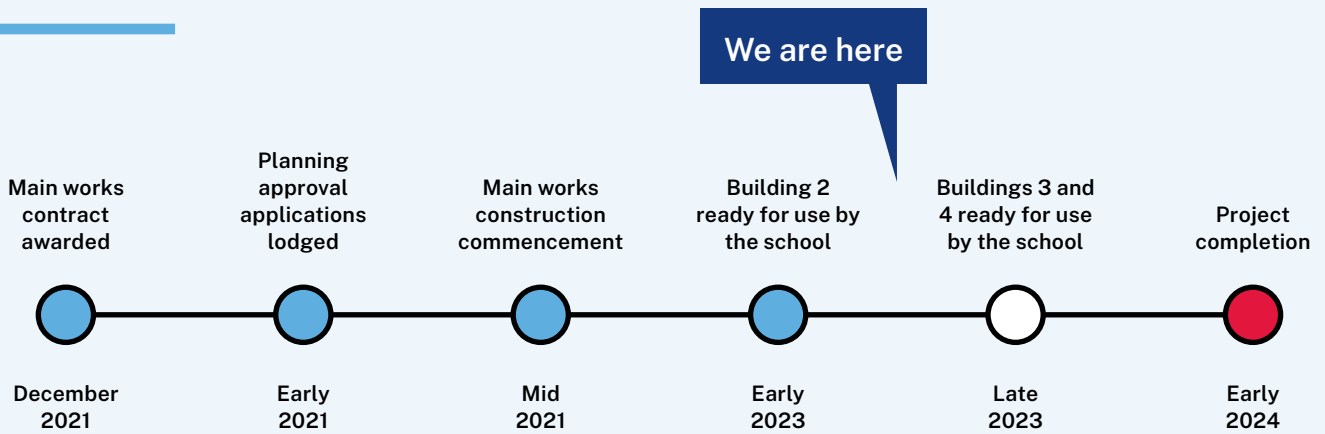 We are here
Main works
contract
awarded
Planning
approval
applications
lodged
Main works
construction
commencement
Building 2
ready for use by
the school
Buildings 3 and
4 ready for use
by the school
Project
completion
December
2021
Early
2021
Mid
2021
Early
2023
Late
2023
Early
2024